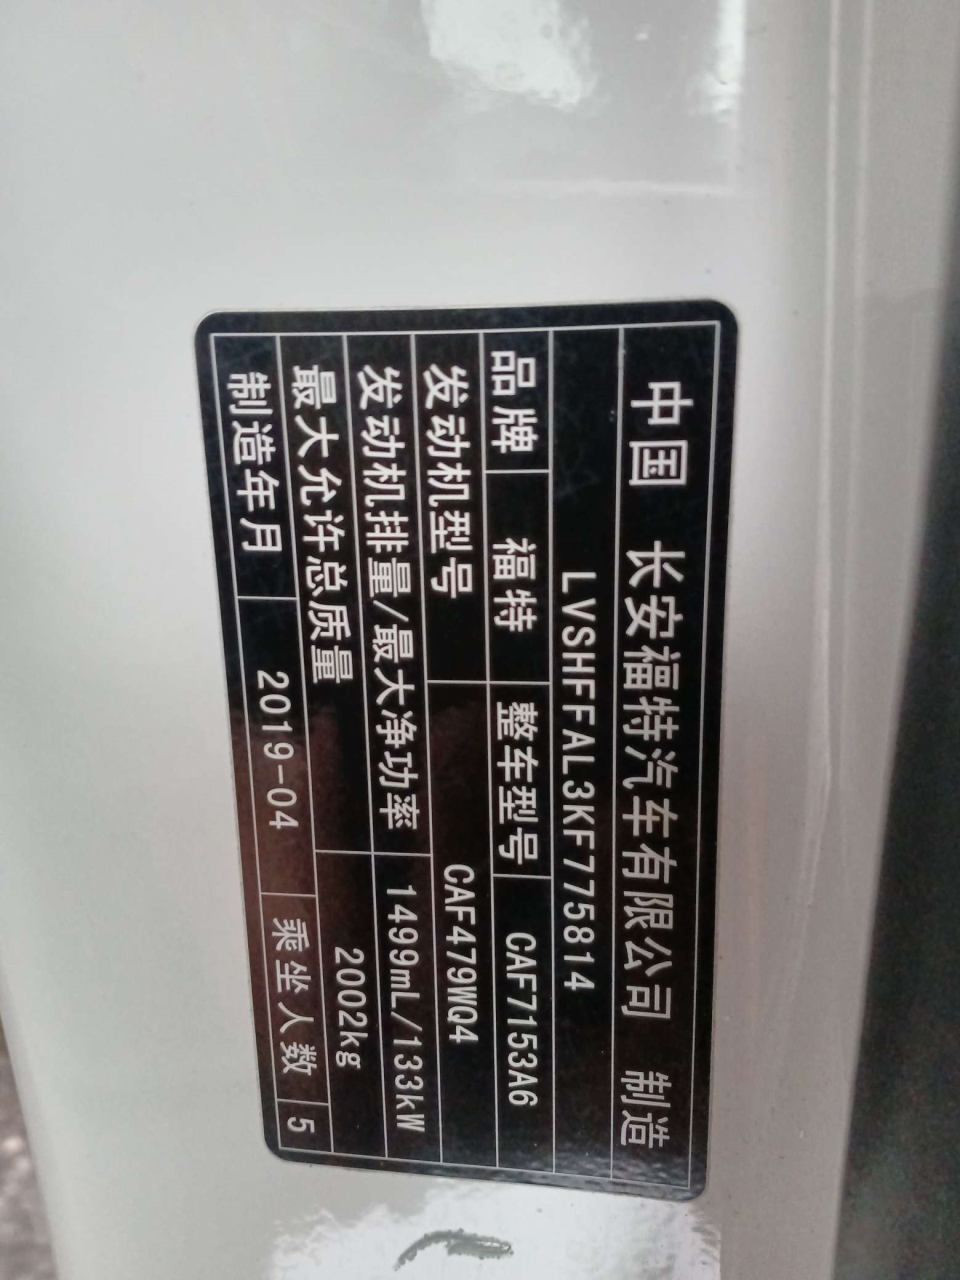 中国 长安福特汽车有限公司 制造
LVSHFFAL3KF775814
品牌 福特 整车型号 CAF7153A6
发动机型号 CAF479WQ4
发动机排量/最大净功率 1499mL/133kW
最大允许总质量 2002kg
制造年月 2019-04 乘坐人数 5